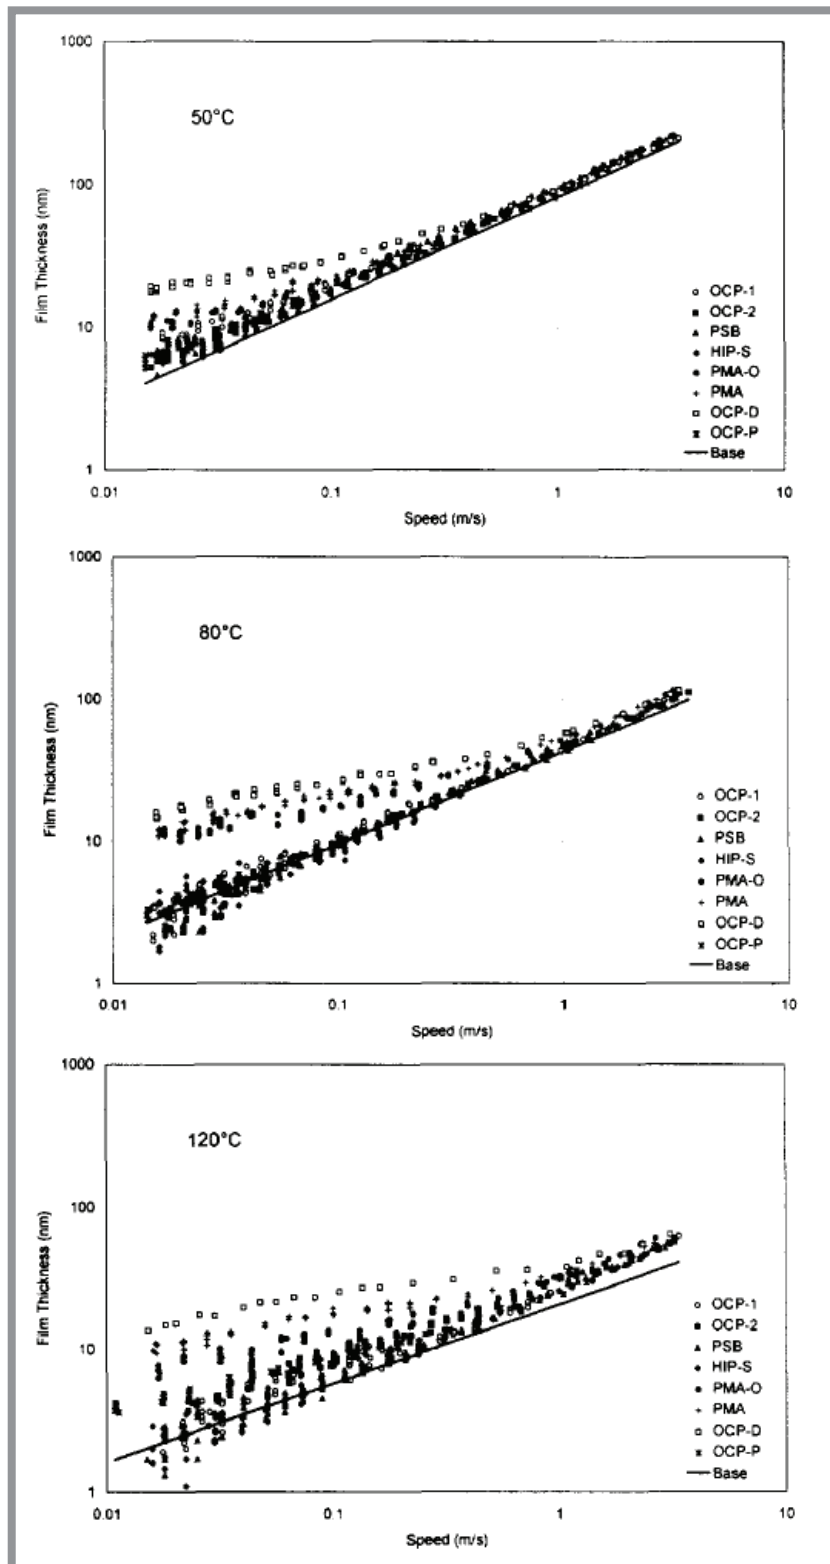 1000
50°C
100
Film Thickness (nm)
10
1
0.01
0.1
1
10
Speed (m/s)
OCP-1
OCP-2
PSB
HIP-S
PMA-O
PMA
OCP-D
OCP-P
Base
1000
80°C
100
Film Thickness (nm)
10
1
0.01
0.1
1
10
Speed (m/s)
OCP-1
OCP-2
PSB
HIP-S
PMA-O
PMA
OCP-D
OCP-P
Base
1000
120°C
100
Film Thickness (nm)
10
1
0.01
0.1
1
10
Speed (m/s)
OCP-1
OCP-2
PSB
HIP-S
PMA-O
PMA
OCP-D
OCP-P
Base